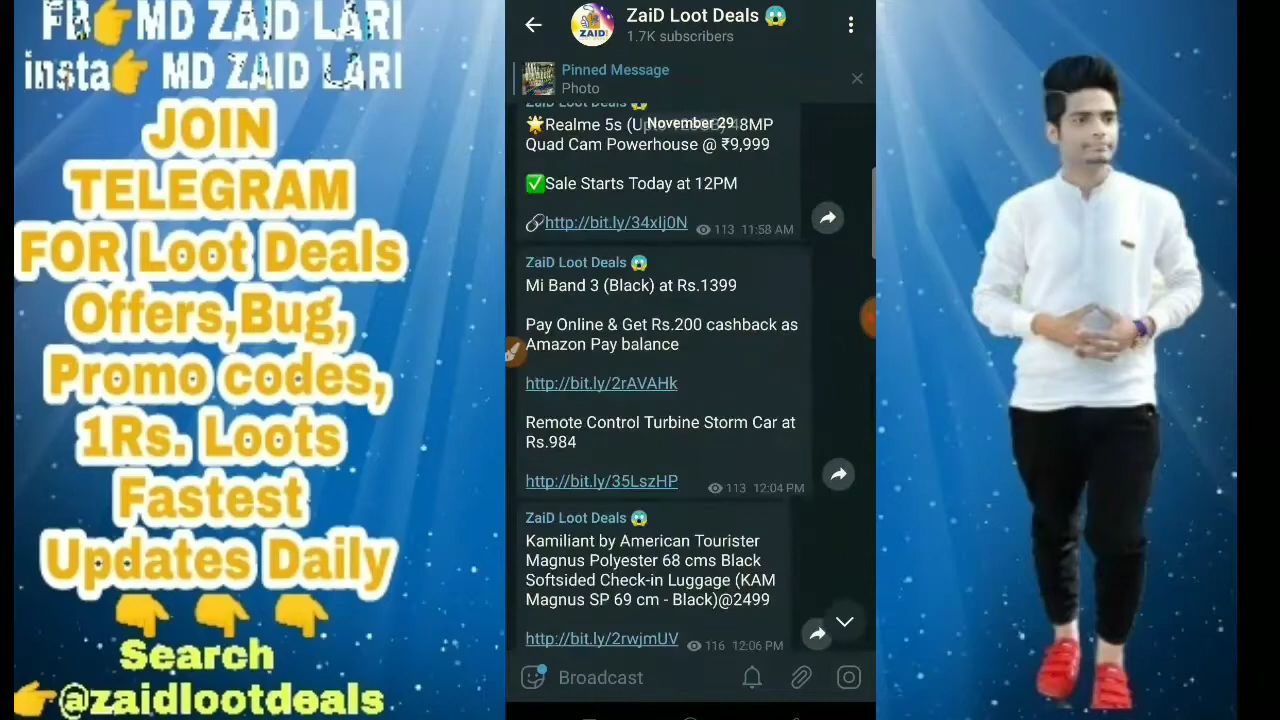 FB👉MD ZAID LARI
insta👉 MD ZAID LARI
JOIN
TELEGRAM
FOR Loot Deals
Offers,Bug,
Promo codes,
1Rs. Loots
Fastest
Updates Daily
👇👇👇
Search
👉@zaidlootdeals
ZaiD Loot Deals 😱
1.7K subscribers
ZAID
Pinned Message
Photo
ZaiD Loot Deals 😱
November 29
🌟Realme 5s 48MP
Quad Cam Powerhouse @ ₹9,999
✅Sale Starts Today at 12PM
🔗http://bit.ly/34xIj0N 113 11:58 AM
ZaiD Loot Deals 😱
Mi Band 3 (Black) at Rs.1399
Pay Online & Get Rs.200 cashback as
Amazon Pay balance
http://bit.ly/2rAVAHk
Remote Control Turbine Storm Car at
Rs.984
http://bit.ly/35LszHP 113 12:04 PM
ZaiD Loot Deals 😱
Kamiliant by American Tourister
Magnus Polyester 68 cms Black
Softsided Check-in Luggage (KAM
Magnus SP 69 cm - Black)@2499
http://bit.ly/2rwjmUV 116 12:06 PM
Broadcast